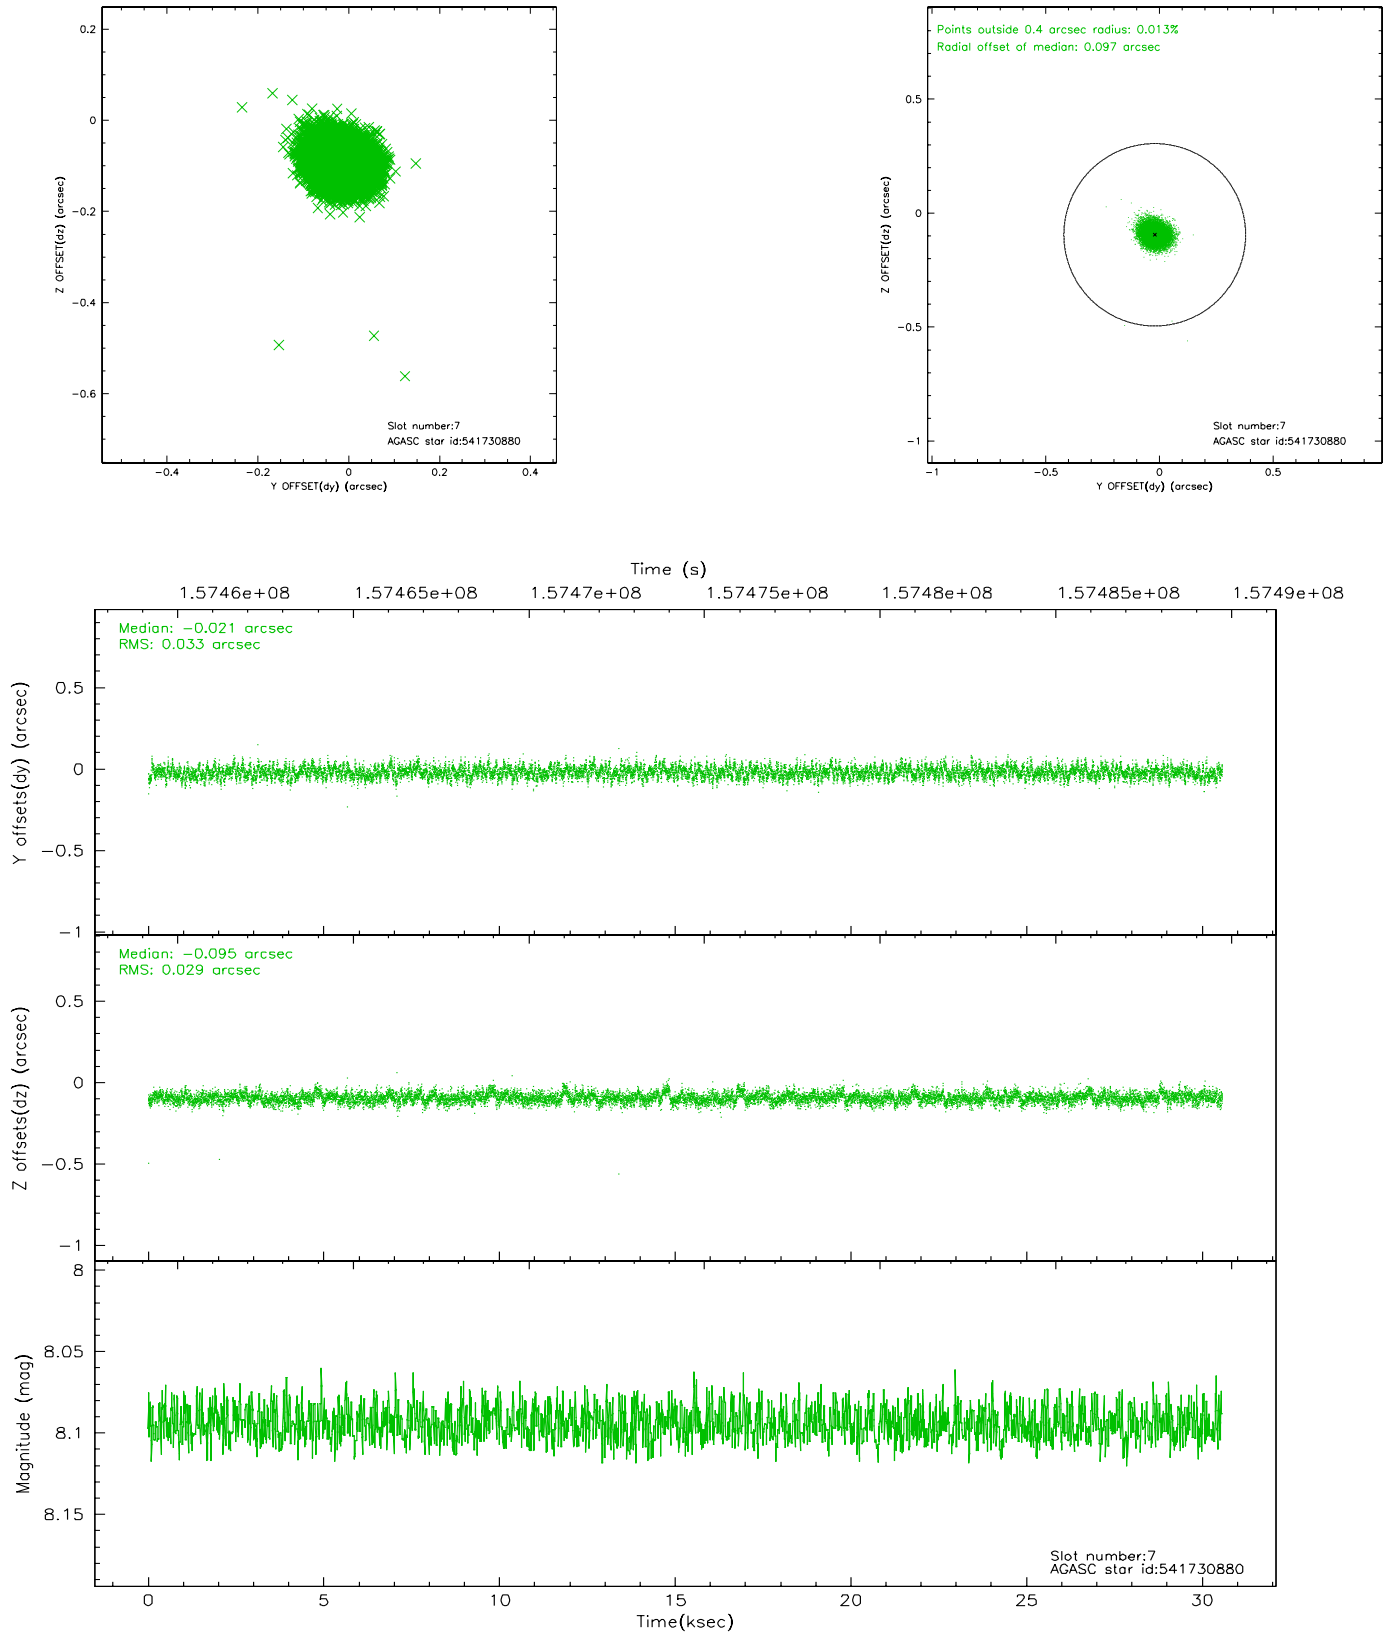 0.2
0
−0.2
−0.4
−0.6
Z OFFSET(dz) (arcsec)
−0.4 −0.2 0 0.2 0.4
Y OFFSET(dy) (arcsec)
Slot number:7
AGASC star id:541730880
Points outside 0.4 arcsec radius: 0.013%
Radial offset of median: 0.097 arcsec
0.5
0
−0.5
−1
Z OFFSET(dz) (arcsec)
−1 −0.5 0 0.5
Y OFFSET(dy) (arcsec)
Slot number:7
AGASC star id:541730880
Time (s)
1.5746e+08 1.57465e+08 1.5747e+08 1.57475e+08 1.5748e+08 1.57485e+08 1.5749e+08
Median: −0.021 arcsec
RMS: 0.033 arcsec
0.5
0
−0.5
−1
Y offsets(dy) (arcsec)
Median: −0.095 arcsec
RMS: 0.029 arcsec
0.5
0
−0.5
−1
Z offsets(dz) (arcsec)
8
8.05
8.1
8.15
Magnitude (mag)
Slot number:7
AGASC star id:541730880
0 5 10 15 20 25 30
Time(ksec)